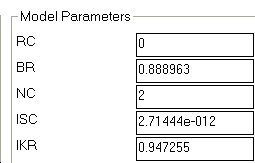 Model Parameters
RC 0
BR 0.888963
NC 2
ISC 2.71444e-012
IKR 0.947255